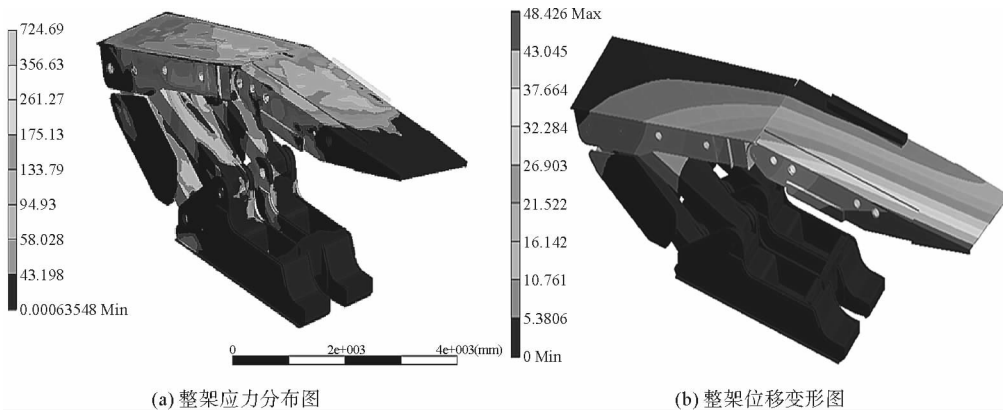 724.69
356.63
261.27
175.13
133.79
94.93
58.028
43.198
0.00063548 Min
0
2e+003
4e+003(mm)
(a) 整架应力分布图
48.426 Max
43.045
37.664
32.284
26.903
21.522
16.142
10.761
5.3806
0 Min
(b) 整架位移变形图